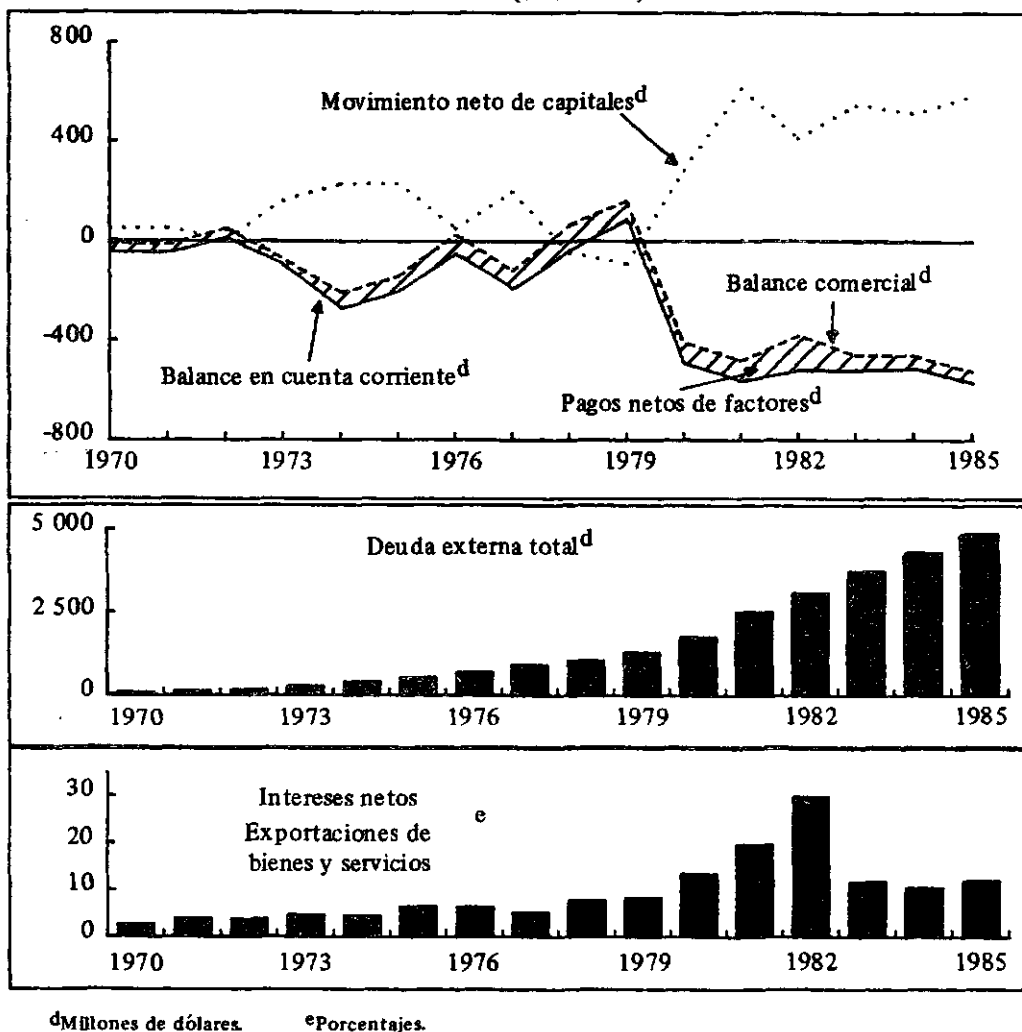 800
Movimiento neto de capitales^d
400
0
Balance comercial^d
-400
Balance en cuenta corriente^d
Pagos netos de factores^d
-800
1970 1973 1976 1979 1982 1985
5 000
Deuda externa total^d
2 500
0
1970 1973 1976 1979 1982 1985
30
Intereses netos
e
Exportaciones de
20
bienes y servicios
10
0
1970 1973 1976 1979 1982 1985
^dMillones de dólares. ^ePorcentajes.